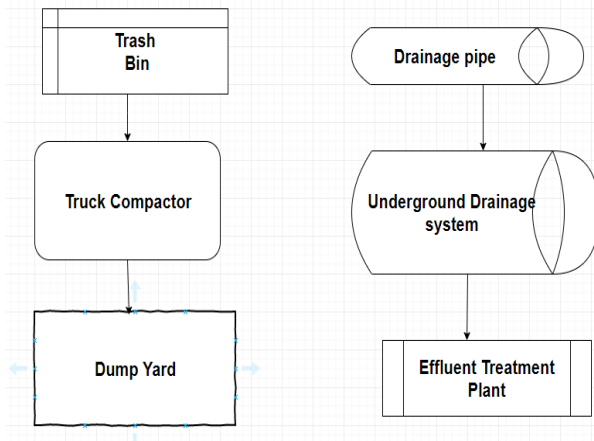 Trash
Bin
Truck Compactor
Dump Yard
Drainage pipe
Underground Drainage
system
Effluent Treatment
Plant